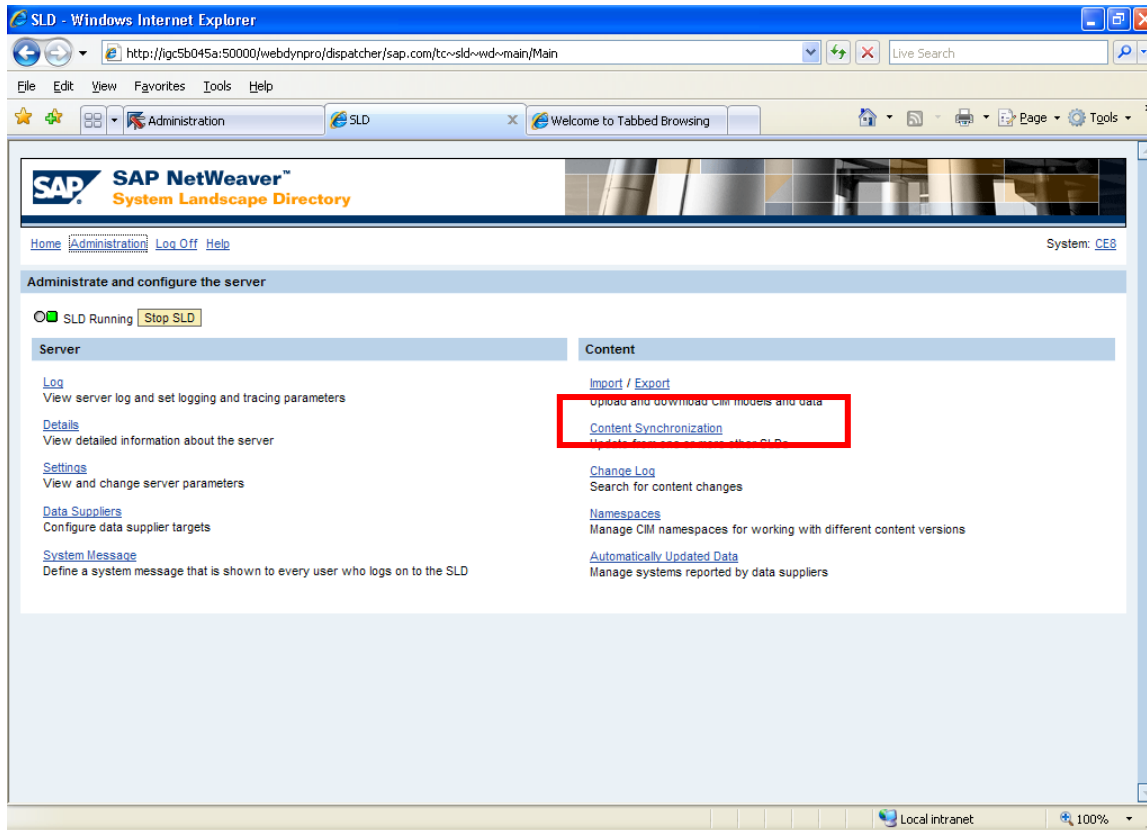 SLD - Windows Internet Explorer
http://igc5b045a:50000/webdynpro/dispatcher/sap.com/tc~sld~wd~main/Main
Live Search
File Edit View Favorites Tools Help
Administration
SLD
Welcome to Tabbed Browsing
Page
Tools
SAP
SAP NetWeaver™
System Landscape Directory
Home Administration Log Off Help
System: CE8
Administrate and configure the server
SLD Running Stop SLD
Server
Log
View server log and set logging and tracing parameters
Details
View detailed information about the server
Settings
View and change server parameters
Data Suppliers
Configure data supplier targets
System Message
Define a system message that is shown to every user who logs on to the SLD
Content
Import / Export
Upload and download CIM models and data
Content Synchronization
Update from one or more other SLDs
Change Log
Search for content changes
Namespaces
Manage CIM namespaces for working with different content versions
Automatically Updated Data
Manage systems reported by data suppliers
Local intranet
100%